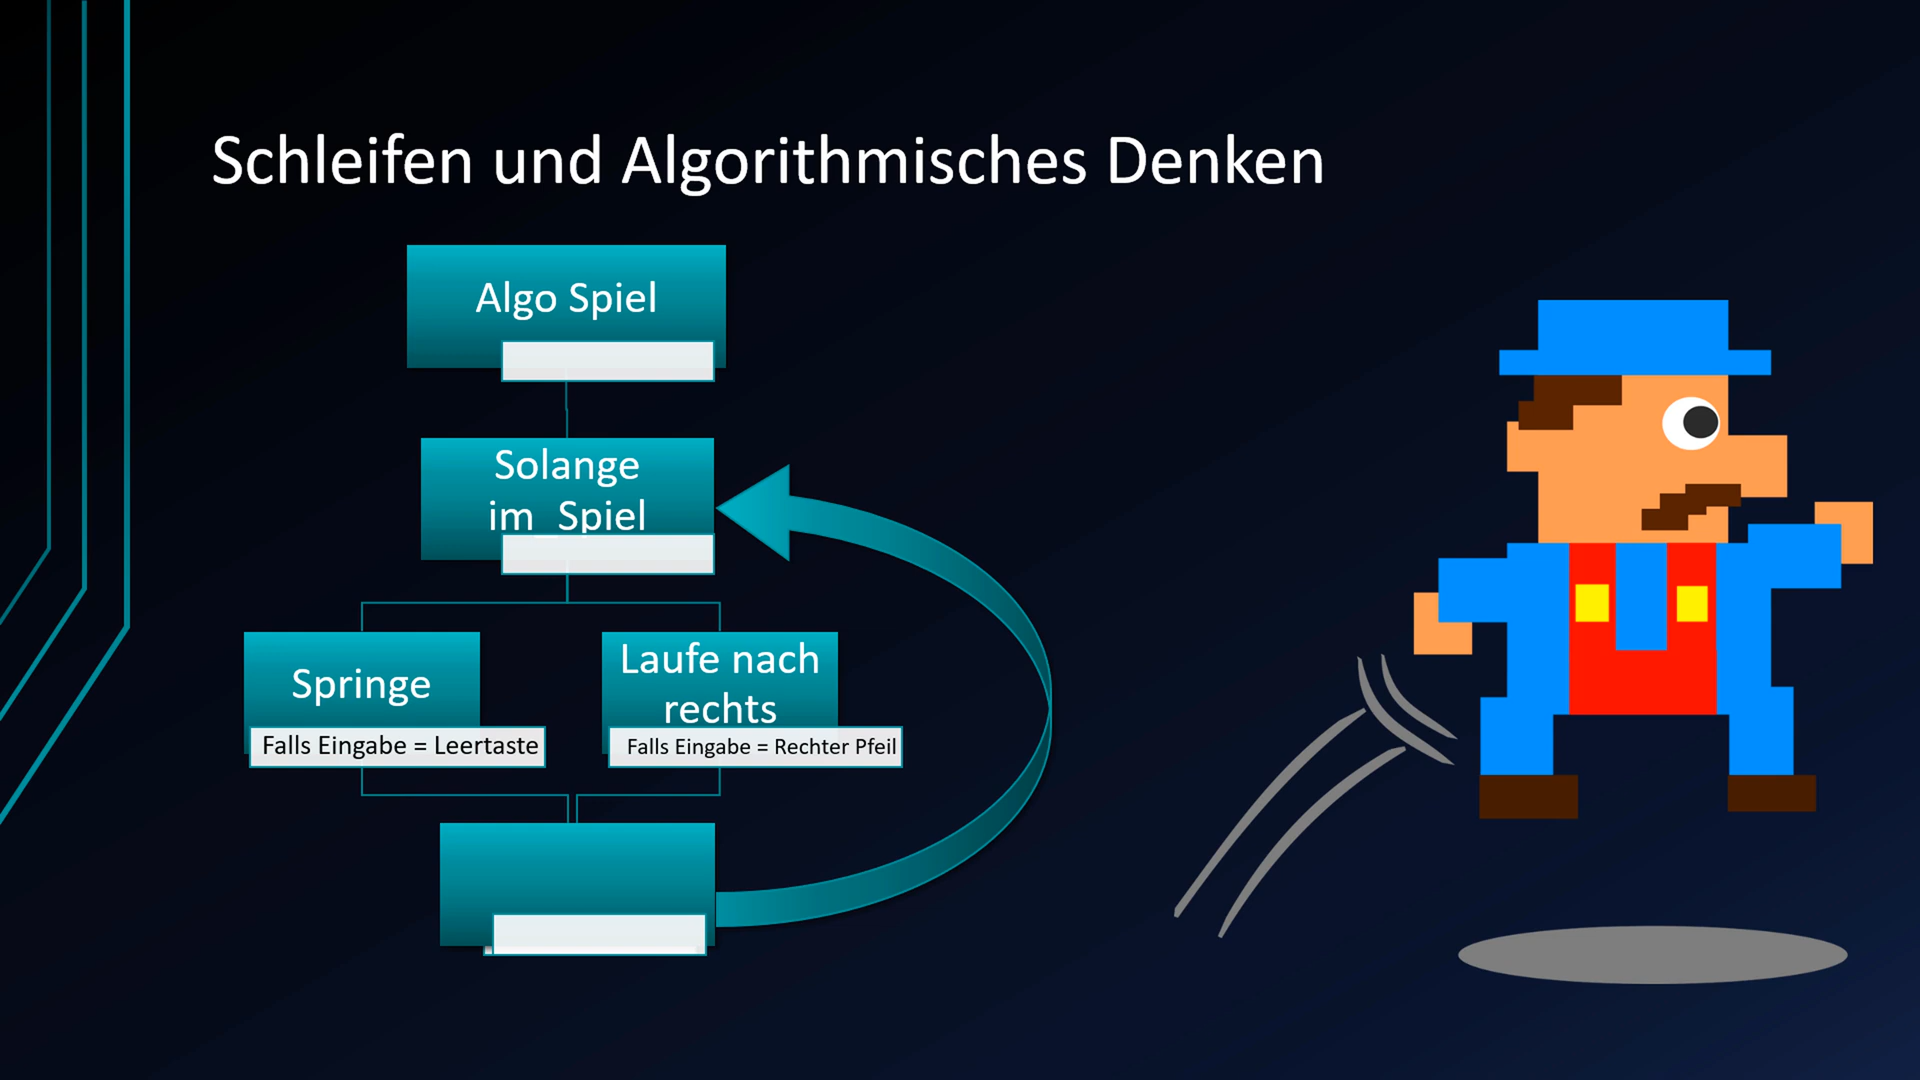 Schleifen und Algorithmisches Denken
Algo Spiel
Solange
im_Spiel
Springe
Falls Eingabe = Leertaste
Laufe nach
rechts
Falls Eingabe = Rechter Pfeil